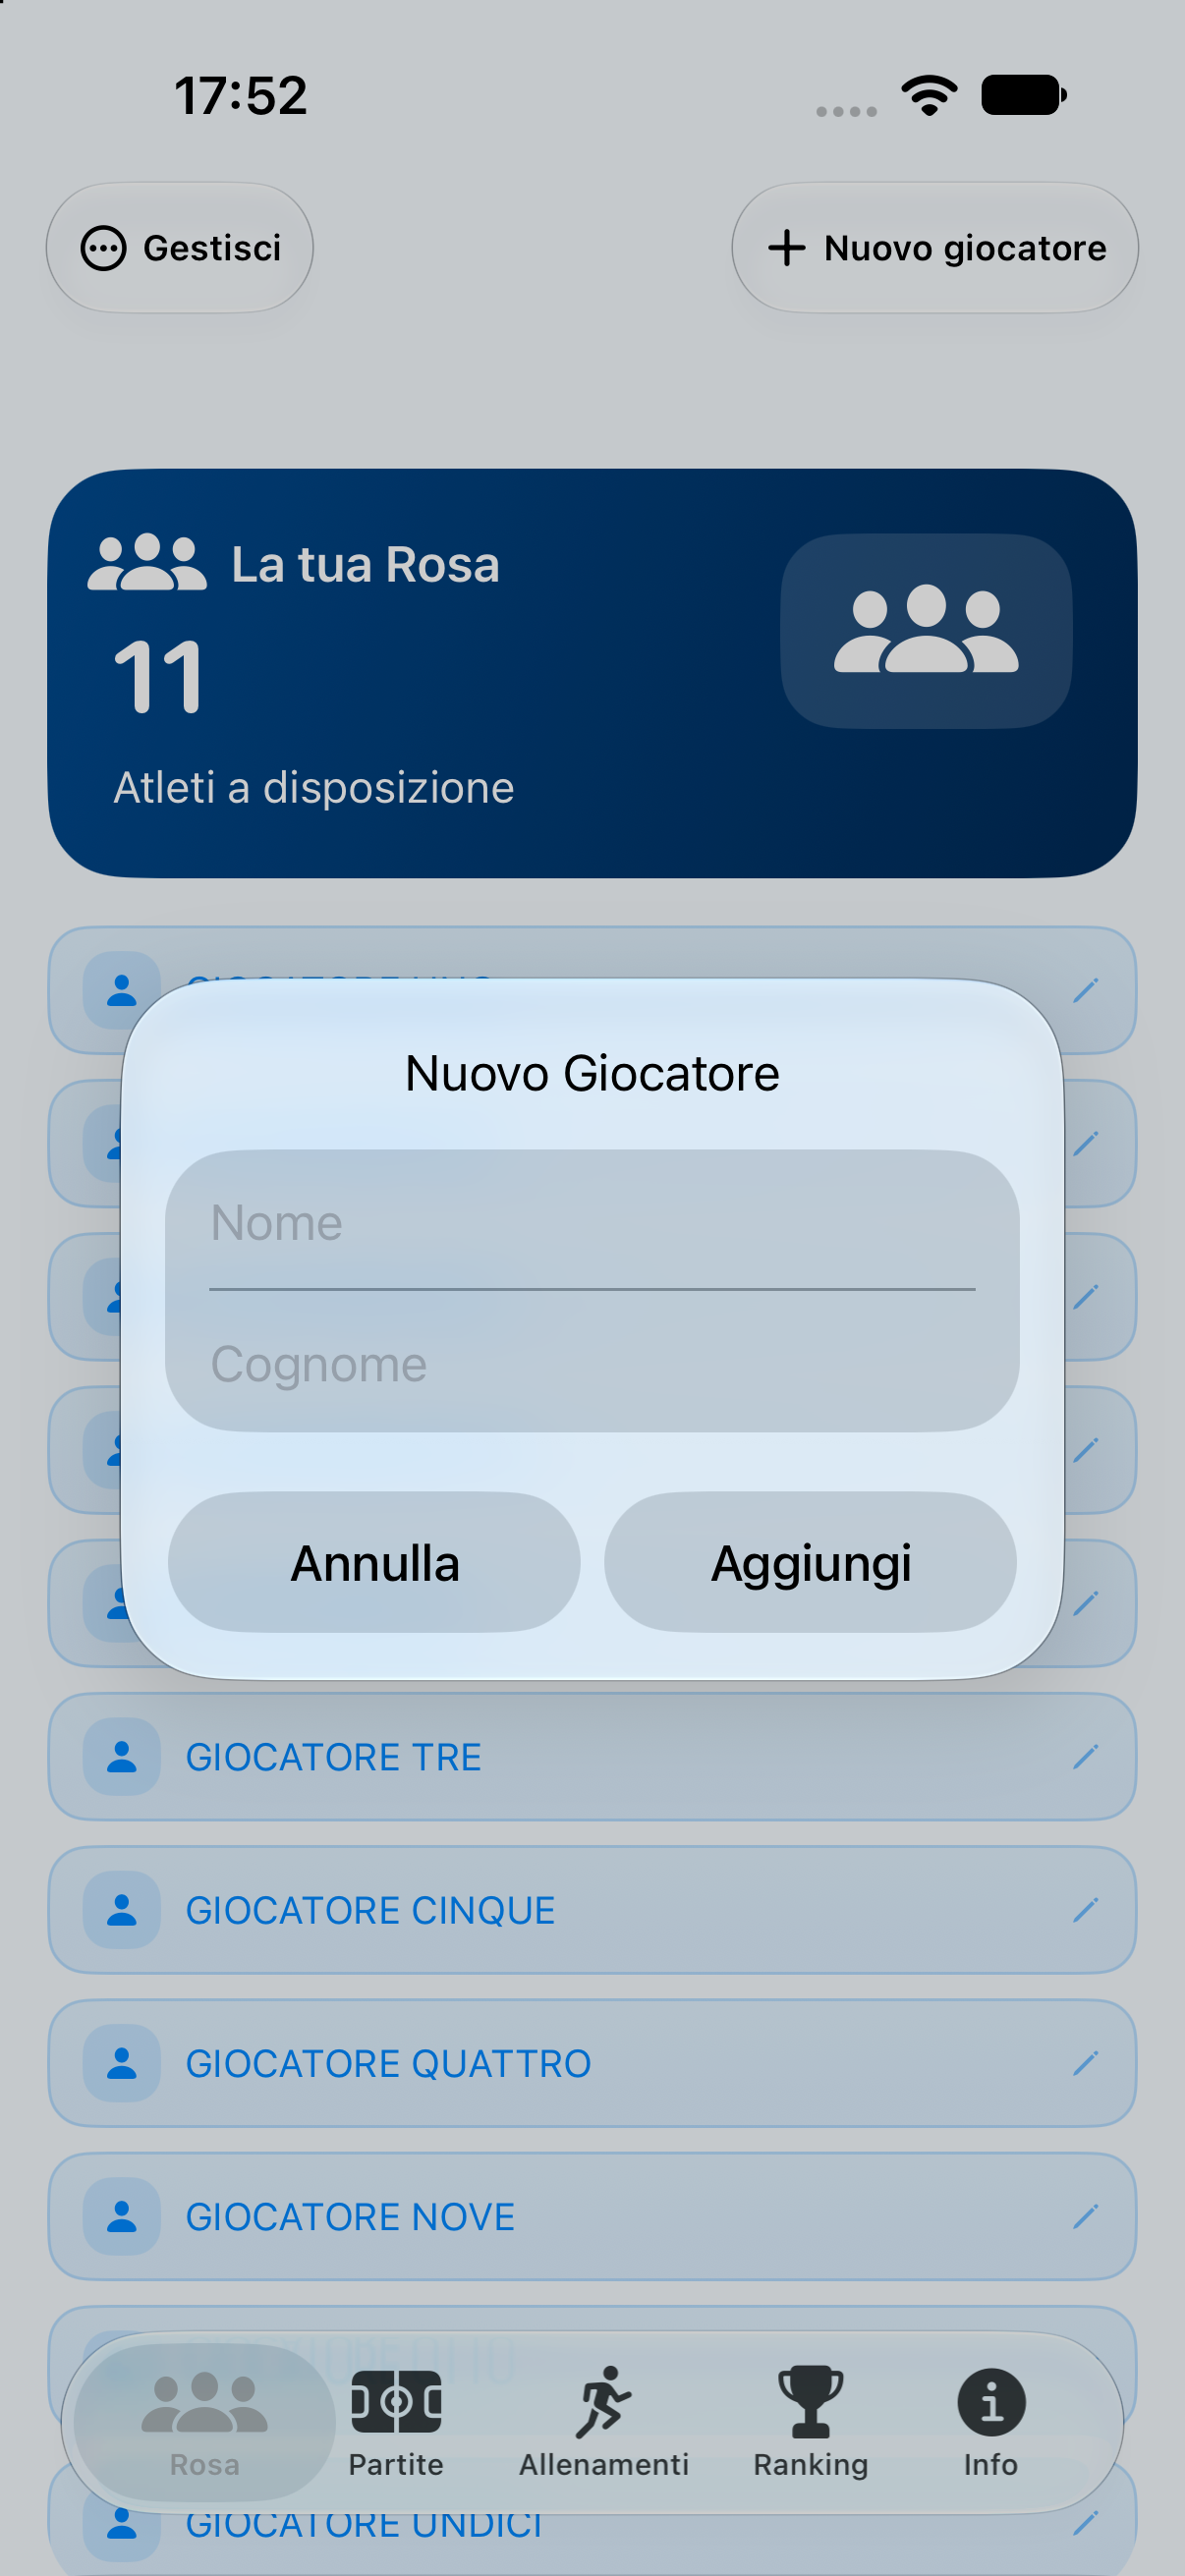 17:52
Gestisci
Nuovo giocatore
La tua Rosa
11
Atleti a disposizione
Nuovo Giocatore
Nome
Cognome
Annulla
Aggiungi
GIOCATORE TRE
GIOCATORE CINQUE
GIOCATORE QUATTRO
GIOCATORE NOVE
Rosa
Partite
Allenamenti
Ranking
Info
GIOCATORE UNDICI